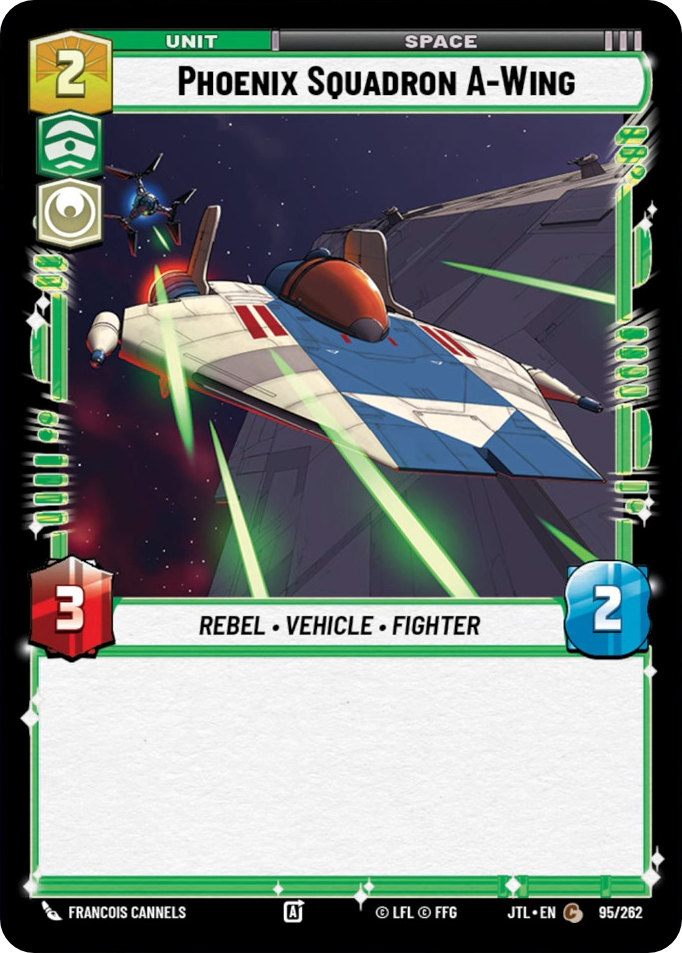 UNIT SPACE
2 PHOENIX SQUADRON A-WING
3 REBEL • VEHICLE • FIGHTER 2
FRANCOIS CANNELS A © LFL © FFG JTL • EN C 95/262